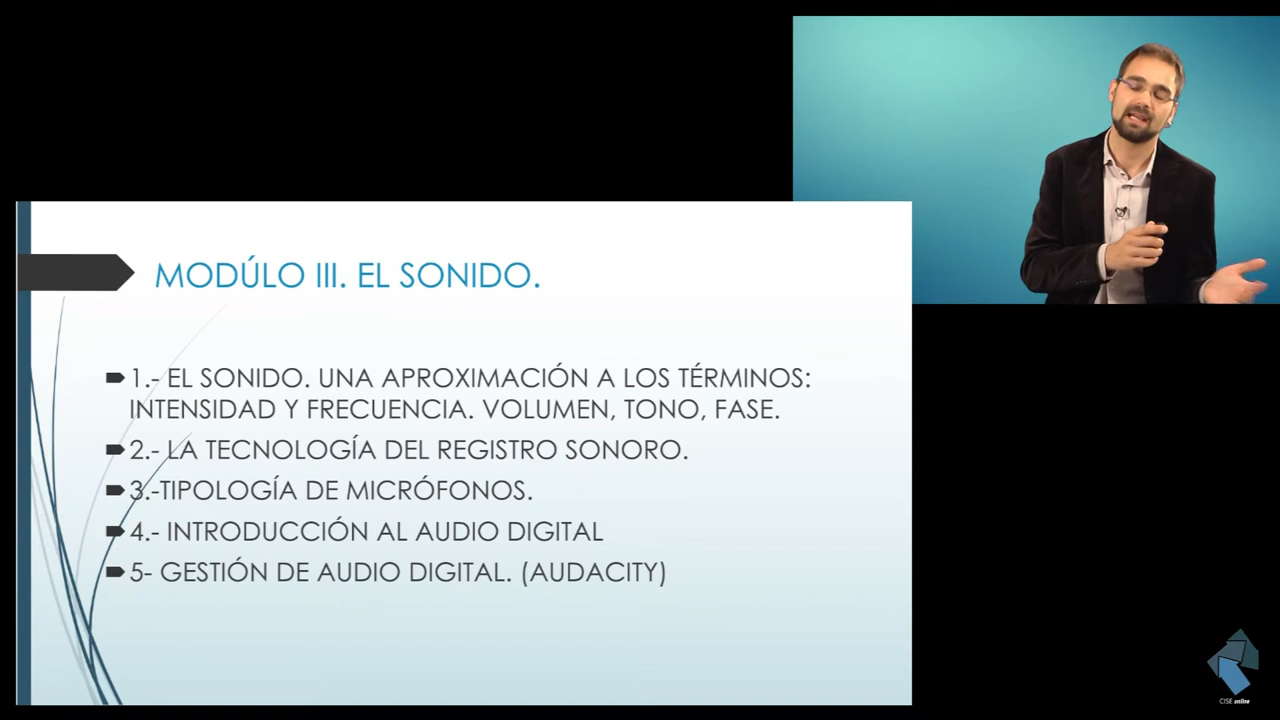 MODÚLO III. EL SONIDO.
1.- EL SONIDO. UNA APROXIMACIÓN A LOS TÉRMINOS:
INTENSIDAD Y FRECUENCIA. VOLUMEN, TONO, FASE.
2.- LA TECNOLOGÍA DEL REGISTRO SONORO.
3.-TIPOLOGÍA DE MICRÓFONOS.
4.- INTRODUCCIÓN AL AUDIO DIGITAL
5- GESTIÓN DE AUDIO DIGITAL. (AUDACITY)
CISE online